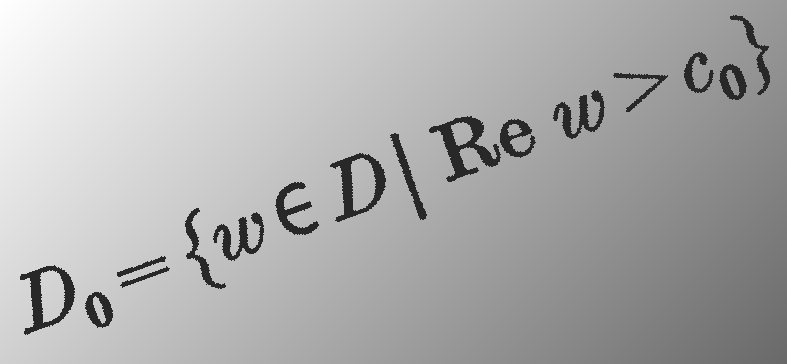 D₀ = {w ∈ D | Re w > c₀}